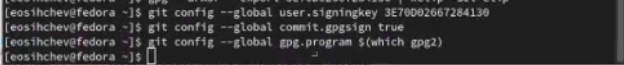 [eosihchev@fedora ~]$ git config --global user.signingkey 3E70D02667284130
[eosihchev@fedora ~]$ git config --global commit.gpgsign true
[eosihchev@fedora ~]$ git config --global gpg.program $(which gpg2)
[eosihchev@fedora ~]$